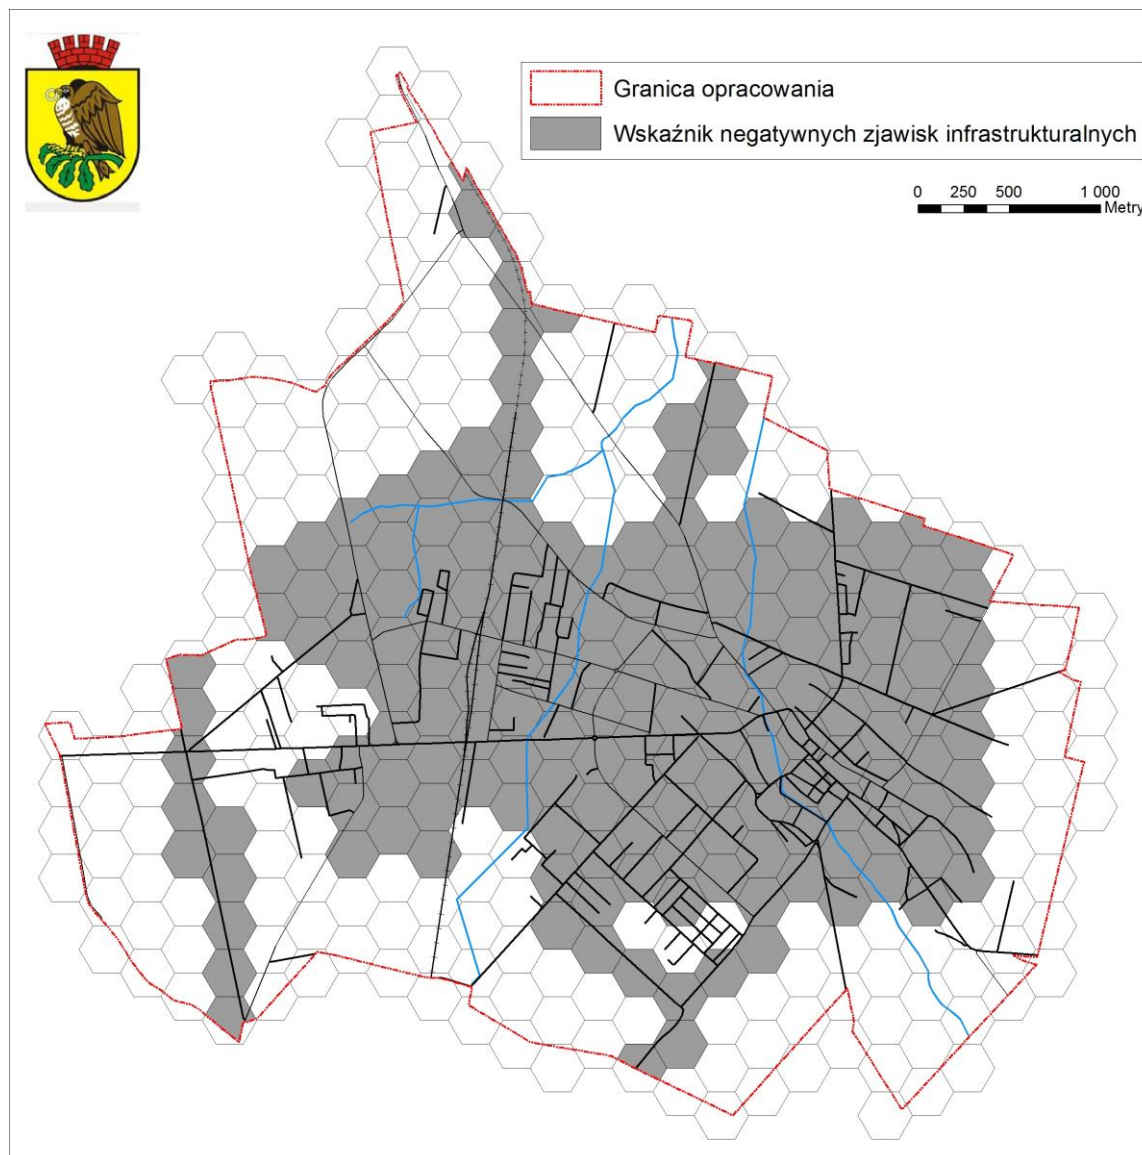 Granica opracowania
Wskaźnik negatywnych zjawisk infrastrukturalnych
0 250 500 1 000
Metry